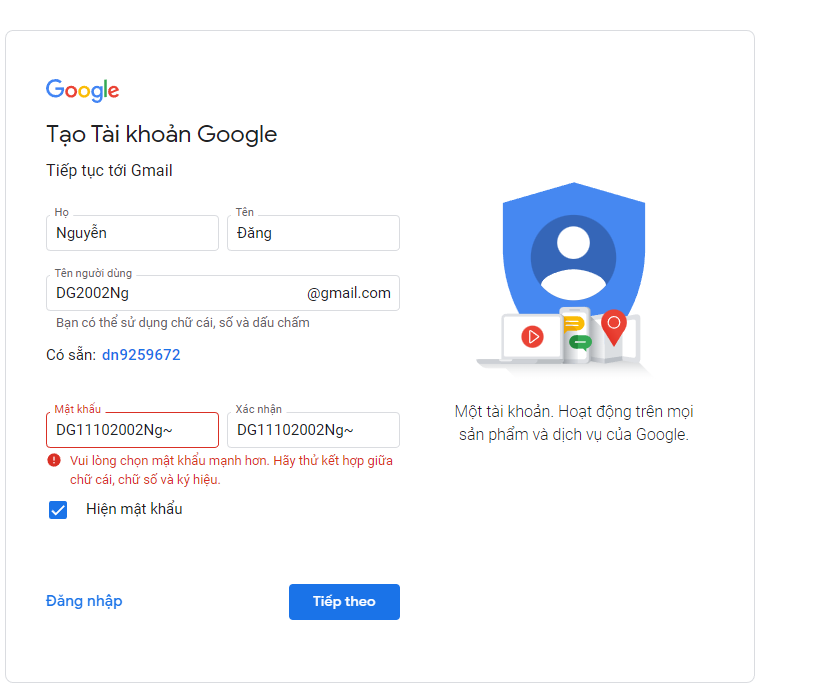 Google
Tạo Tài khoản Google
Tiếp tục tới Gmail
Họ
Nguyễn
Tên
Đăng
Tên người dùng
DG2002Ng @gmail.com
Bạn có thể sử dụng chữ cái, số và dấu chấm
Có sẵn: dn9259672
Mật khẩu
DG11102002Ng~
Xác nhận
DG11102002Ng~
Vui lòng chọn mật khẩu mạnh hơn. Hãy thử kết hợp giữa
chữ cái, chữ số và ký hiệu.
Hiện mật khẩu
Đăng nhập
Tiếp theo
Một tài khoản. Hoạt động trên mọi
sản phẩm và dịch vụ của Google.